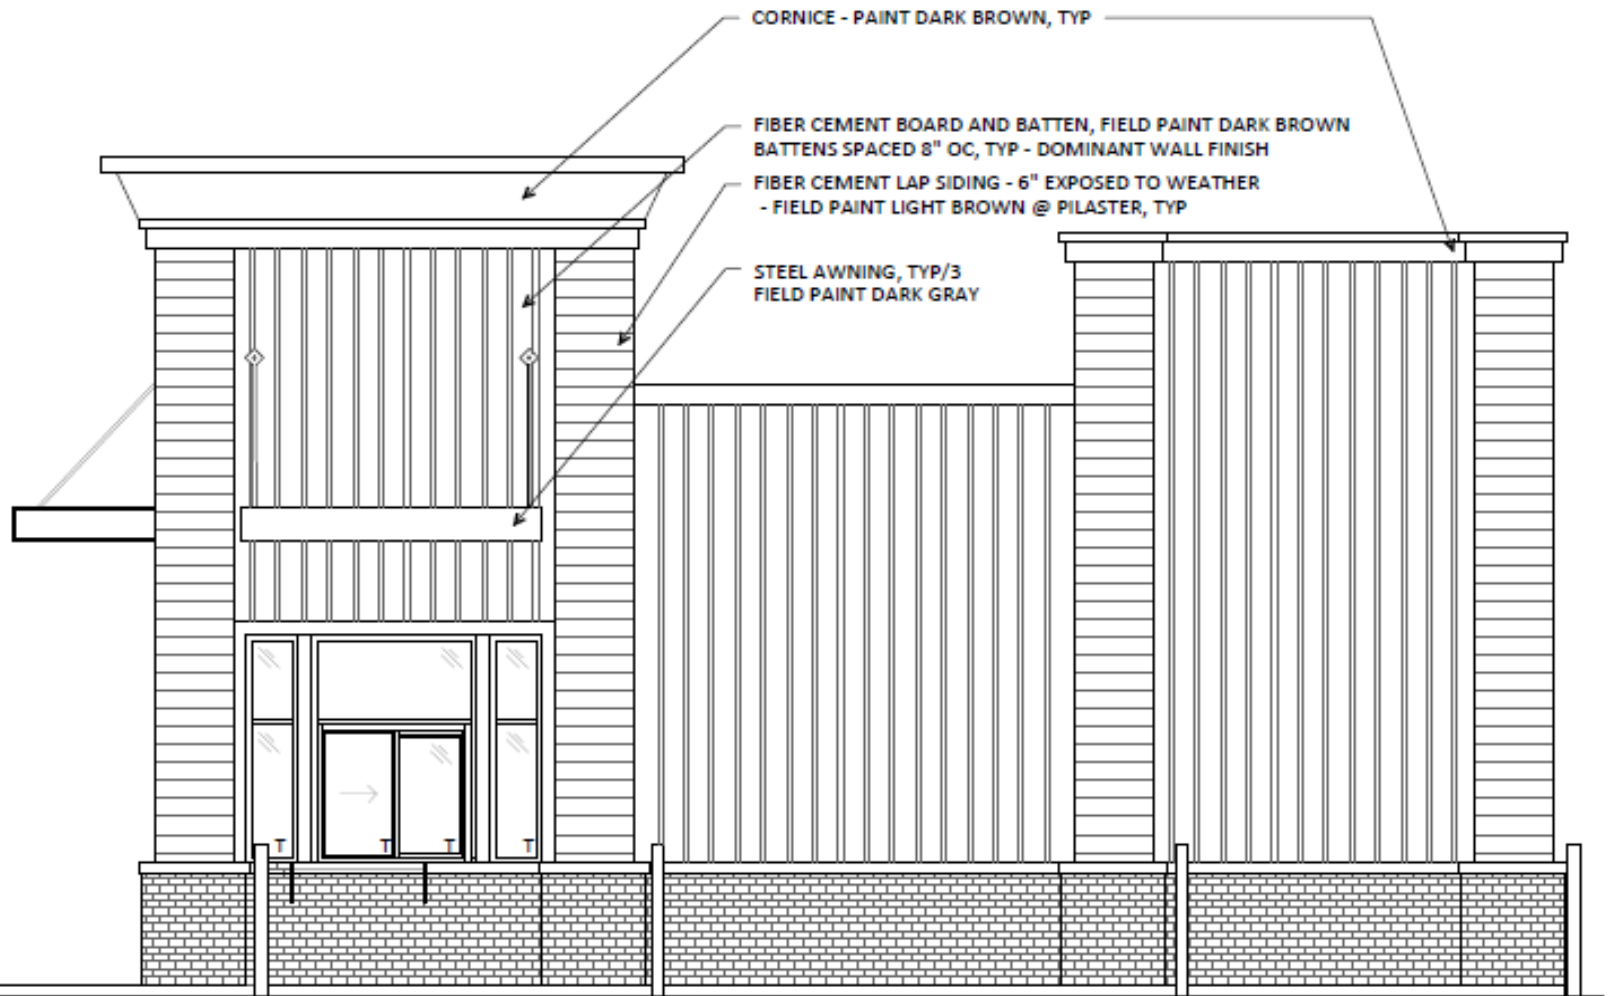 CORNICE - PAINT DARK BROWN, TYP
FIBER CEMENT BOARD AND BATTEN, FIELD PAINT DARK BROWN
BATTENS SPACED 8" OC, TYP - DOMINANT WALL FINISH
FIBER CEMENT LAP SIDING - 6" EXPOSED TO WEATHER
- FIELD PAINT LIGHT BROWN @ PILASTER, TYP
STEEL AWNING, TYP/3
FIELD PAINT DARK GRAY
T T T T